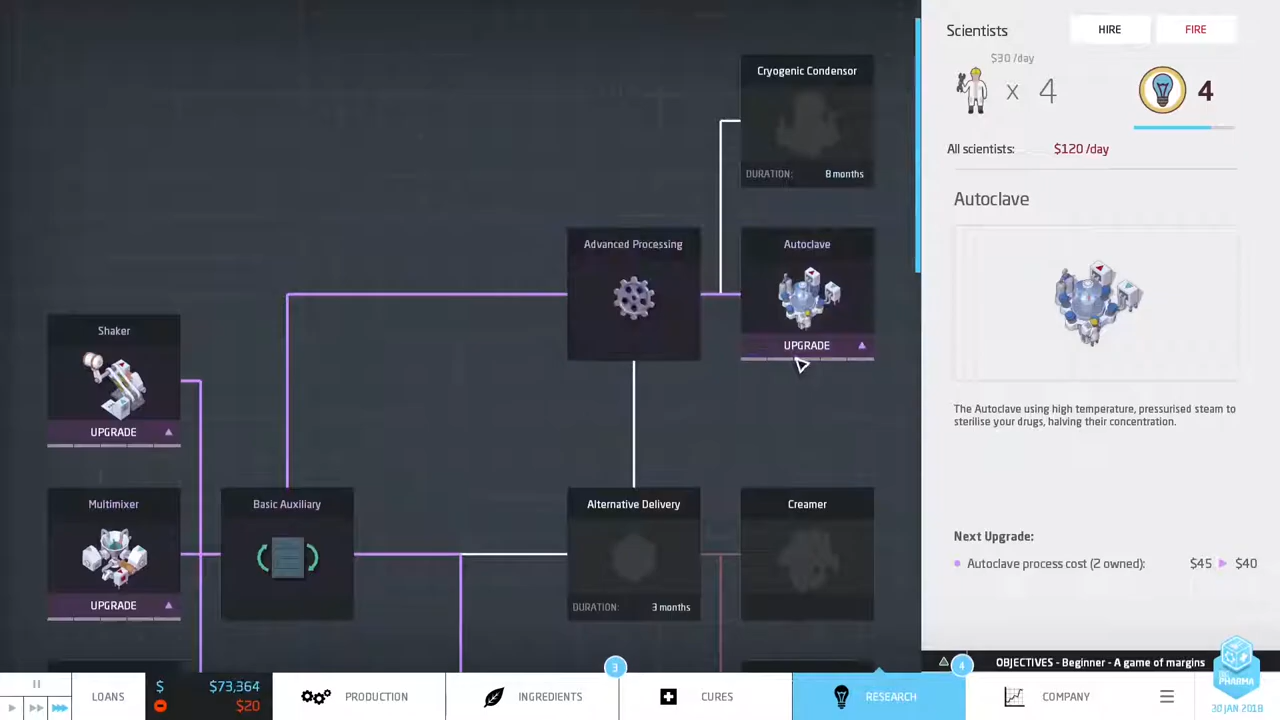 Cryogenic Condensor
DURATION: 8 months
Advanced Processing
Autoclave
UPGRADE
Shaker
UPGRADE
Multimixer
UPGRADE
Basic Auxiliary
Alternative Delivery
DURATION: 3 months
Creamer
Scientists
HIRE
FIRE
$30 /day
x 4
4
All scientists: $120 /day
Autoclave
The Autoclave using high temperature, pressurised steam to
sterilise your drugs, halving their concentration.
Next Upgrade:
Autoclave process cost (2 owned): $45 $40
3
4
OBJECTIVES - Beginner - A game of margins
LOANS
$ $73,364
$20
PRODUCTION
INGREDIENTS
CURES
RESEARCH
COMPANY
PHARMA
30 JAN 2018